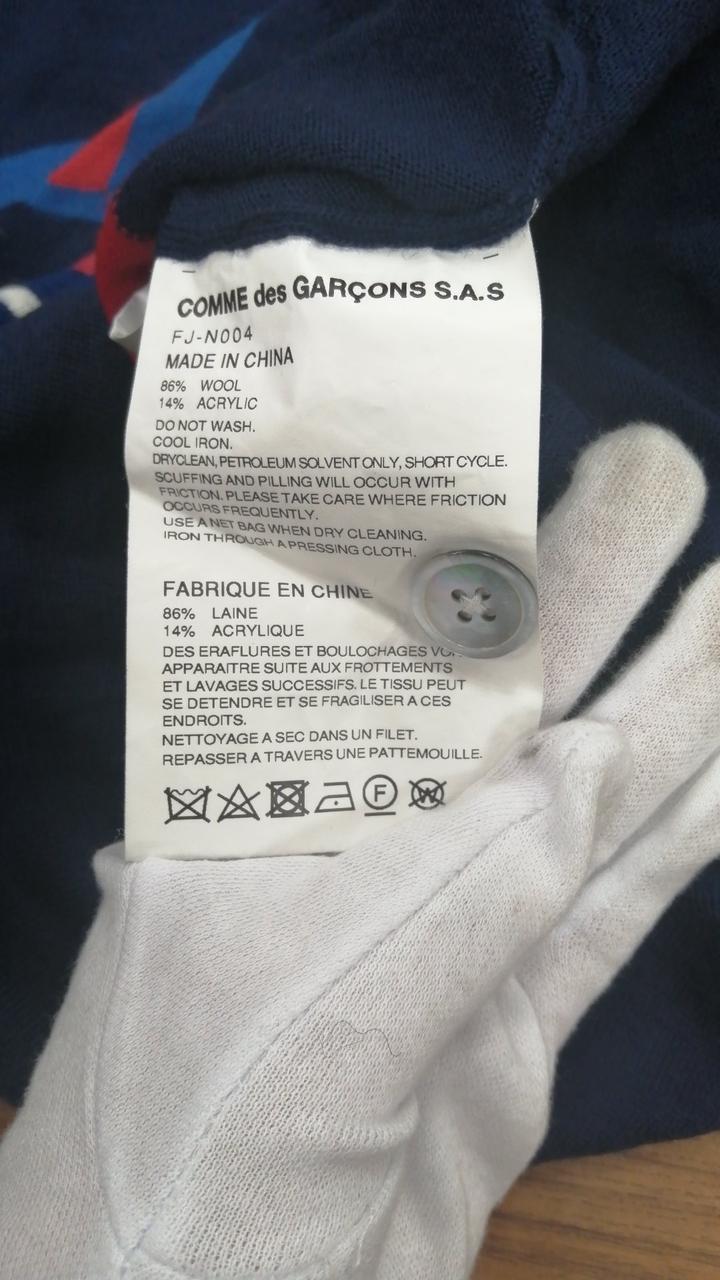 COMME des GARÇONS S.A.S
FJ-N004
MADE IN CHINA
86% WOOL
14% ACRYLIC
DO NOT WASH.
COOL IRON.
DRYCLEAN, PETROLEUM SOLVENT ONLY, SHORT CYCLE.
SCUFFING AND PILLING WILL OCCUR WITH
FRICTION. PLEASE TAKE CARE WHERE FRICTION
OCCURS FREQUENTLY.
USE A NET BAG WHEN DRY CLEANING.
IRON THROUGH A PRESSING CLOTH.
FABRIQUE EN CHINE
86% LAINE
14% ACRYLIQUE
DES ERAFLURES ET BOULOCHAGES
APPARAITRE SUITE AUX FROTTEMENTS
ET LAVAGES SUCCESSIFS. LE TISSU PEUT
SE DETENDRE ET SE FRAGILISER A CES
ENDROITS.
NETTOYAGE A SEC DANS UN FILET.
REPASSER A TRAVERS UNE PATTEMOUILLE.
F W